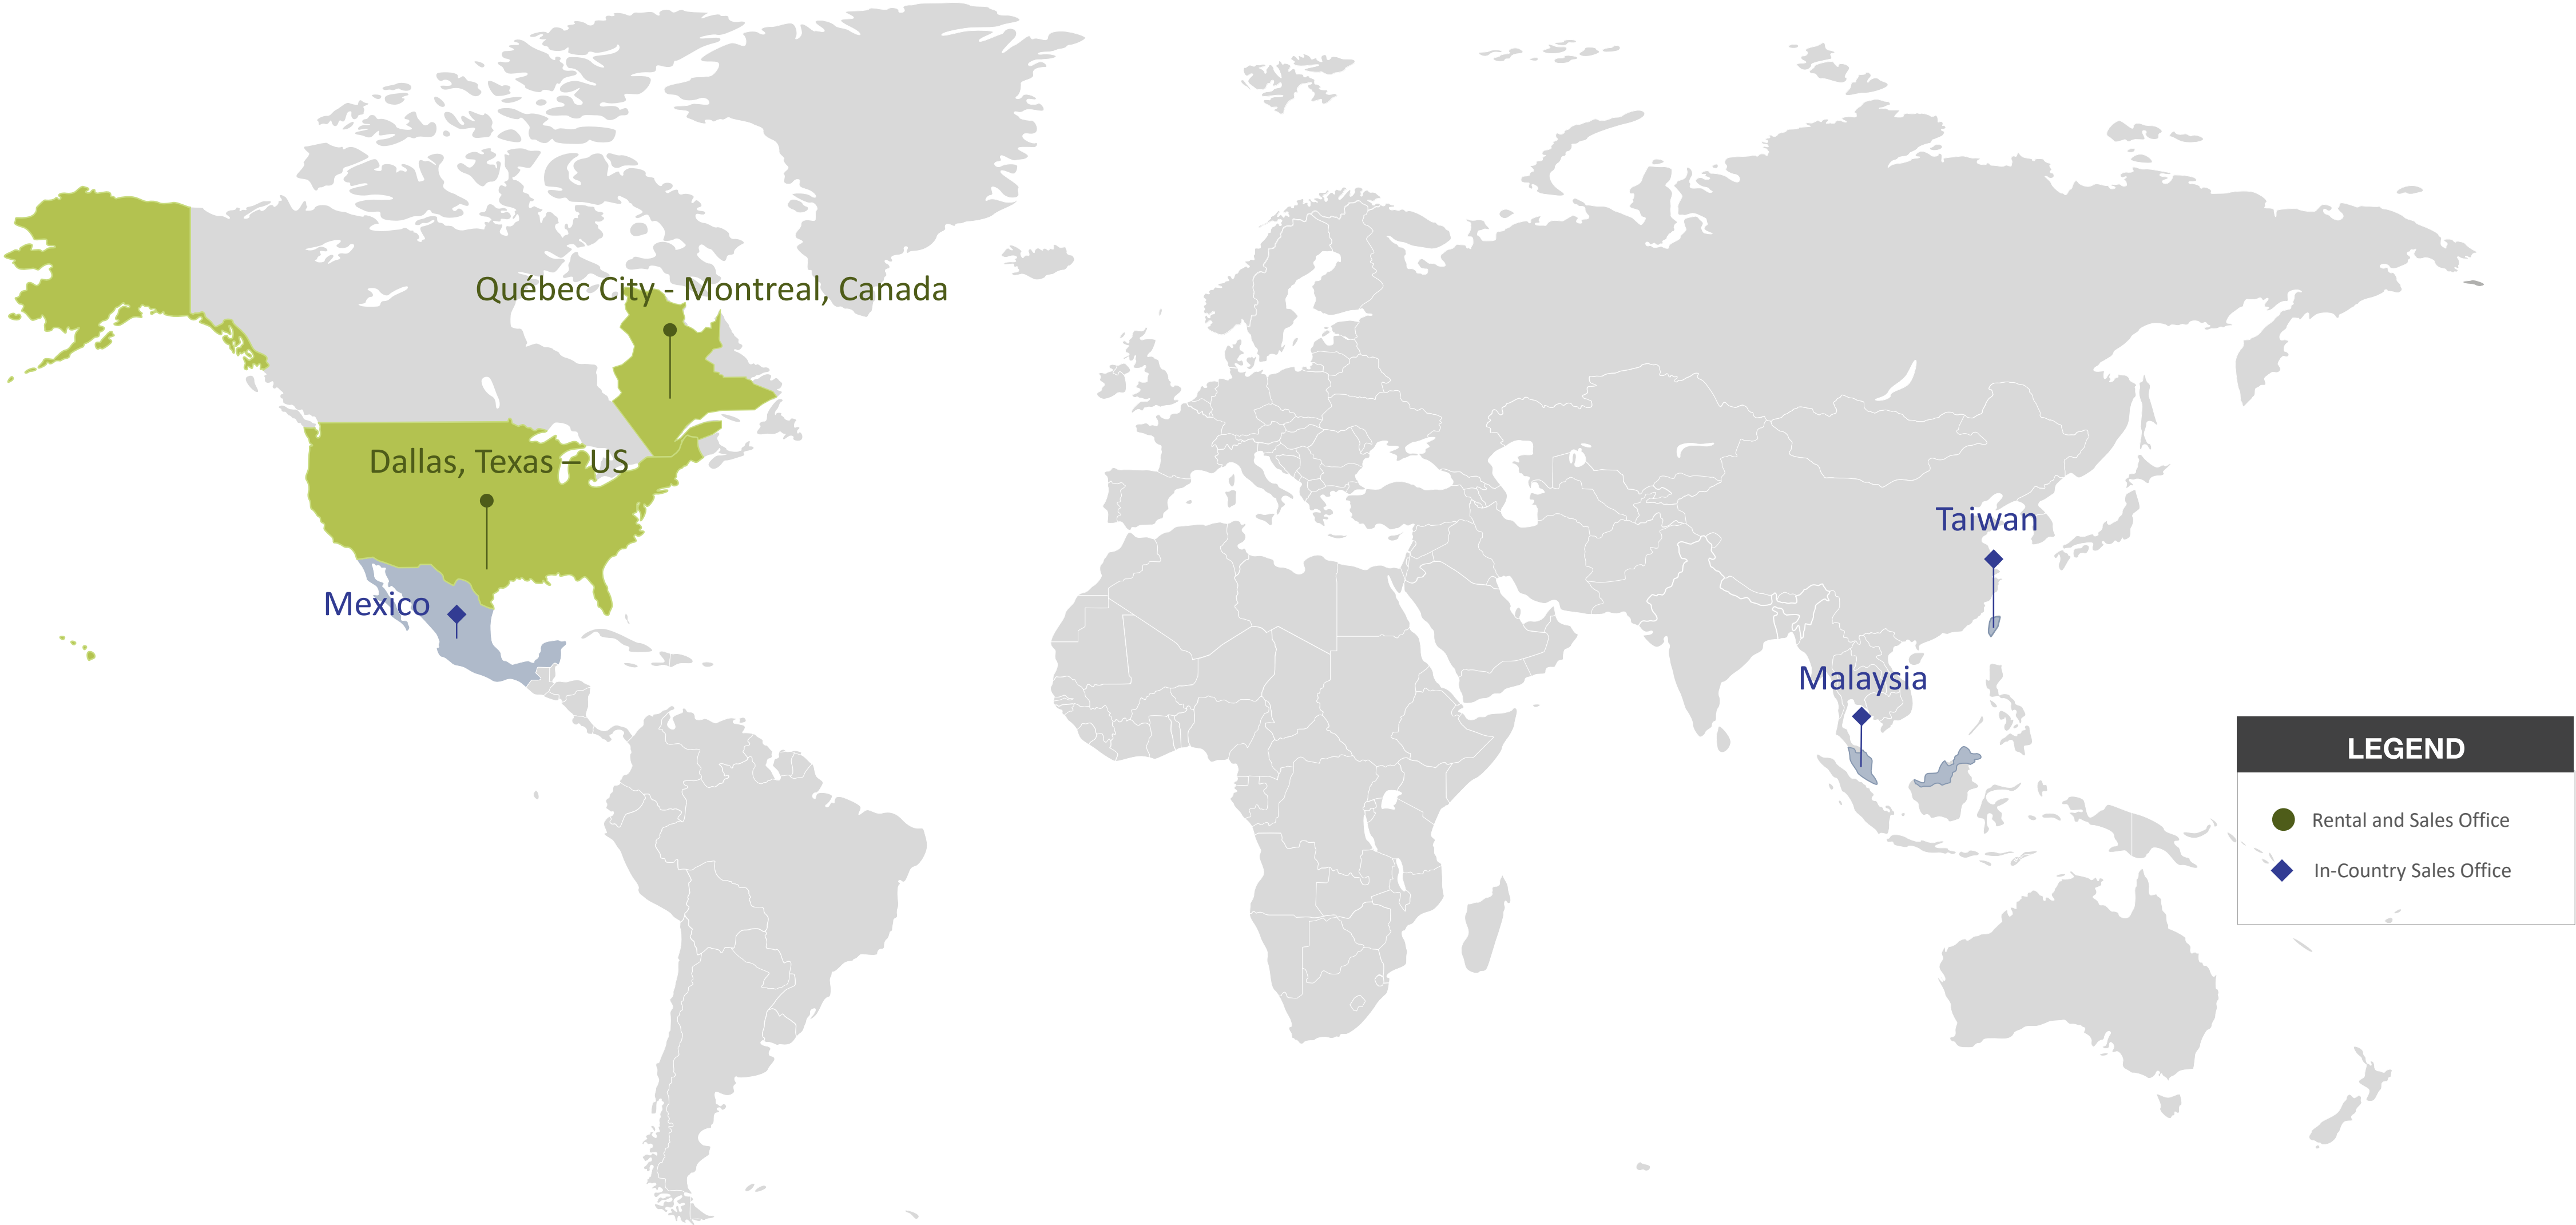 Québec City - Montreal, Canada
Dallas, Texas – US
Mexico
Taiwan
Malaysia
LEGEND
Rental and Sales Office
In-Country Sales Office